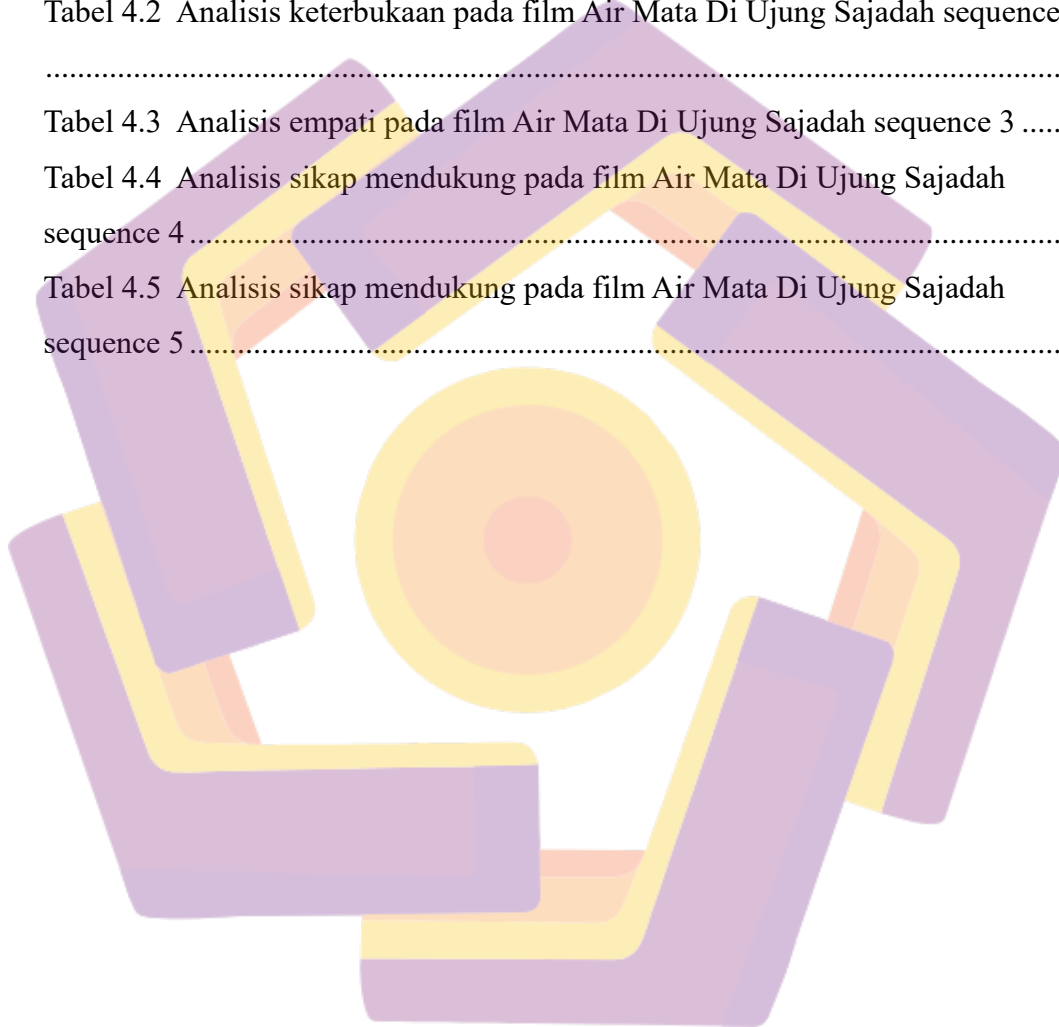 Tabel 4.2 Analisis keterbukaan pada film Air Mata Di Ujung Sajadah sequence
....................................................................................................................................
Tabel 4.3 Analisis empati pada film Air Mata Di Ujung Sajadah sequence 3 .....
Tabel 4.4 Analisis sikap mendukung pada film Air Mata Di Ujung Sajadah
sequence 4 ..............................................................................................................
Tabel 4.5 Analisis sikap mendukung pada film Air Mata Di Ujung Sajadah
sequence 5 ..............................................................................................................